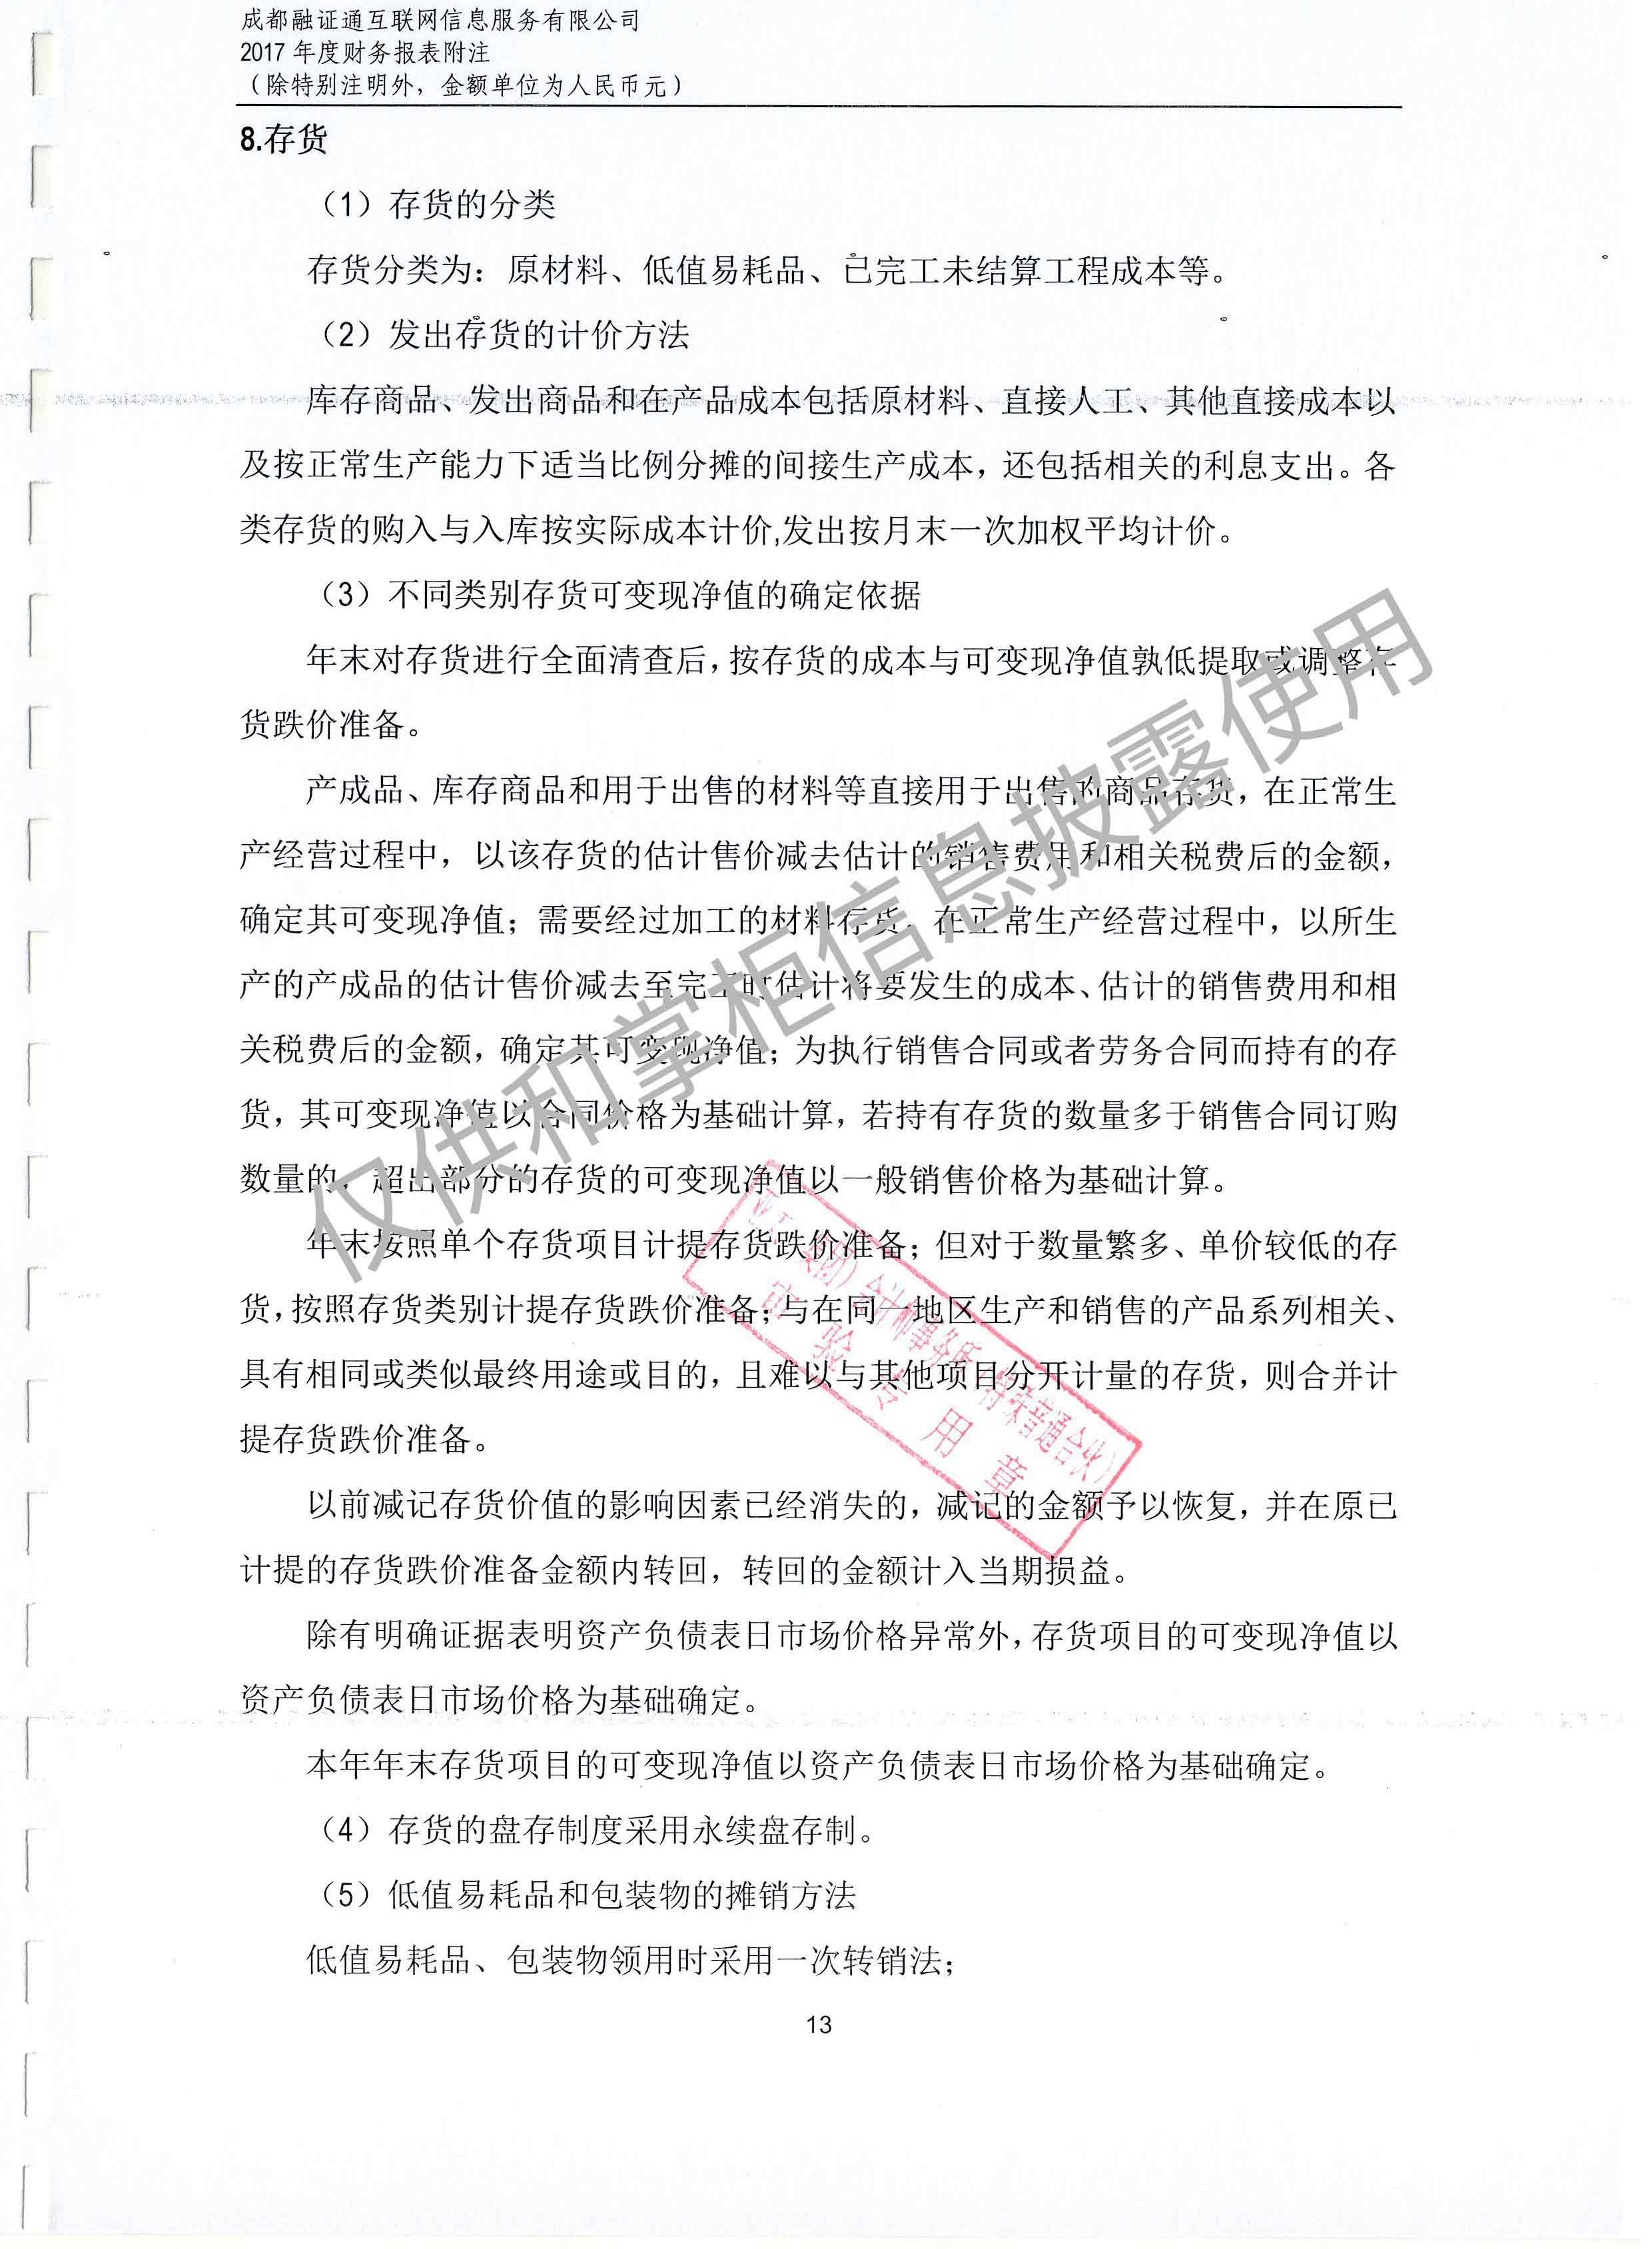 成都融证通互联网信息服务有限公司
2017 年度财务报表附注
（除特别注明外，金额单位为人民币元）
8.存货
（1）存货的分类
存货分类为：原材料、低值易耗品、已完工未结算工程成本等。
（2）发出存货的计价方法
库存商品、发出商品和在产品成本包括原材料、直接人工、其他直接成本以
及按正常生产能力下适当比例分摊的间接生产成本，还包括相关的利息支出。各
类存货的购入与入库按实际成本计价,发出按月末一次加权平均计价。
（3）不同类别存货可变现净值的确定依据
年末对存货进行全面清查后，按存货的成本与可变现净值孰低提取或调整存
货跌价准备。
产成品、库存商品和用于出售的材料等直接用于出售的商品存货，在正常生
产经营过程中，以该存货的估计售价减去估计的销售费用和相关税费后的金额，
确定其可变现净值；需要经过加工的材料存货，在正常生产经营过程中，以所生
产的产成品的估计售价减去至完工时估计将要发生的成本、估计的销售费用和相
关税费后的金额，确定其可变现净值；为执行销售合同或者劳务合同而持有的存
货，其可变现净值以合同价格为基础计算，若持有存货的数量多于销售合同订购
数量的，超出部分的存货的可变现净值以一般销售价格为基础计算。
年末按照单个存货项目计提存货跌价准备；但对于数量繁多、单价较低的存
货，按照存货类别计提存货跌价准备；与在同一地区生产和销售的产品系列相关、
具有相同或类似最终用途或目的，且难以与其他项目分开计量的存货，则合并计
提存货跌价准备。
以前减记存货价值的影响因素已经消失的，减记的金额予以恢复，并在原已
计提的存货跌价准备金额内转回，转回的金额计入当期损益。
除有明确证据表明资产负债表日市场价格异常外，存货项目的可变现净值以
资产负债表日市场价格为基础确定。
本年年末存货项目的可变现净值以资产负债表日市场价格为基础确定。
（4）存货的盘存制度采用永续盘存制。
（5）低值易耗品和包装物的摊销方法
低值易耗品、包装物领用时采用一次转销法；
13
仅供和掌柜信息披露使用
集团）会计师事务所（特殊普通合伙）
审验专用章